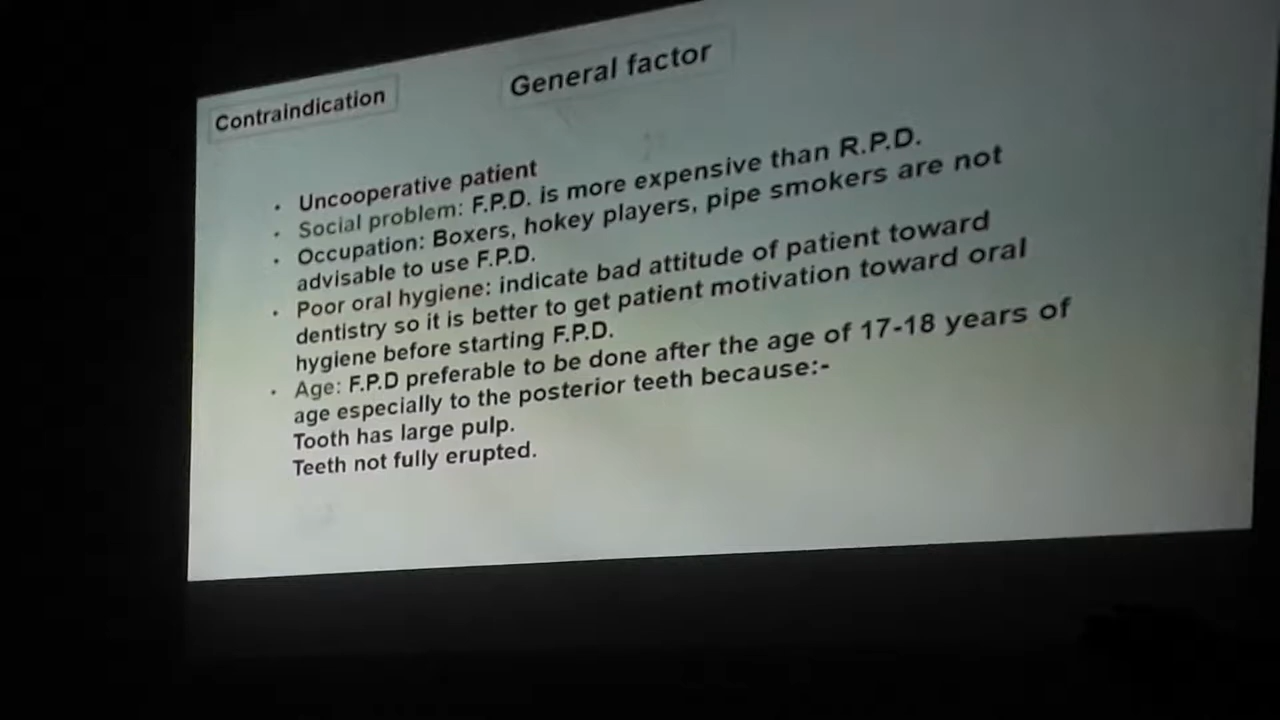 Contraindication
General factor
• Uncooperative patient
• Social problem: F.P.D. is more expensive than R.P.D.
• Occupation: Boxers, hokey players, pipe smokers are not
advisable to use F.P.D.
• Poor oral hygiene: indicate bad attitude of patient toward
dentistry so it is better to get patient motivation toward oral
hygiene before starting F.P.D.
• Age: F.P.D preferable to be done after the age of 17-18 years of
age especially to the posterior teeth because:-
Tooth has large pulp.
Teeth not fully erupted.